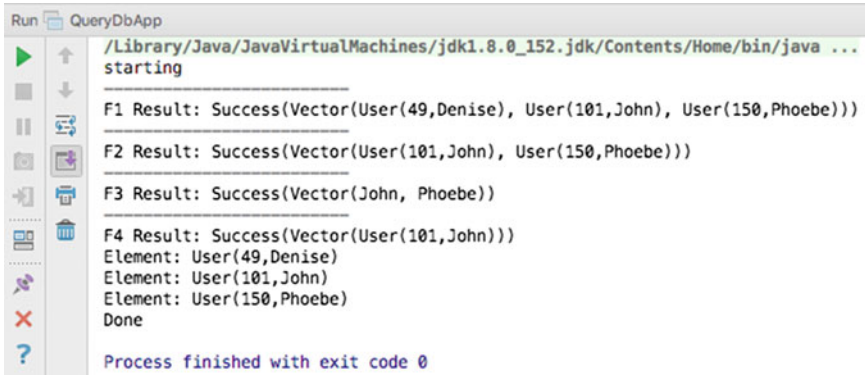 Run QueryDbApp
/Library/Java/JavaVirtualMachines/jdk1.8.0_152.jdk/Contents/Home/bin/java ...
starting
--------------------------
F1 Result: Success(Vector(User(49,Denise), User(101,John), User(150,Phoebe)))
--------------------------
F2 Result: Success(Vector(User(101,John), User(150,Phoebe)))
--------------------------
F3 Result: Success(Vector(John, Phoebe))
--------------------------
F4 Result: Success(Vector(User(101,John)))
Element: User(49,Denise)
Element: User(101,John)
Element: User(150,Phoebe)
Done
Process finished with exit code 0